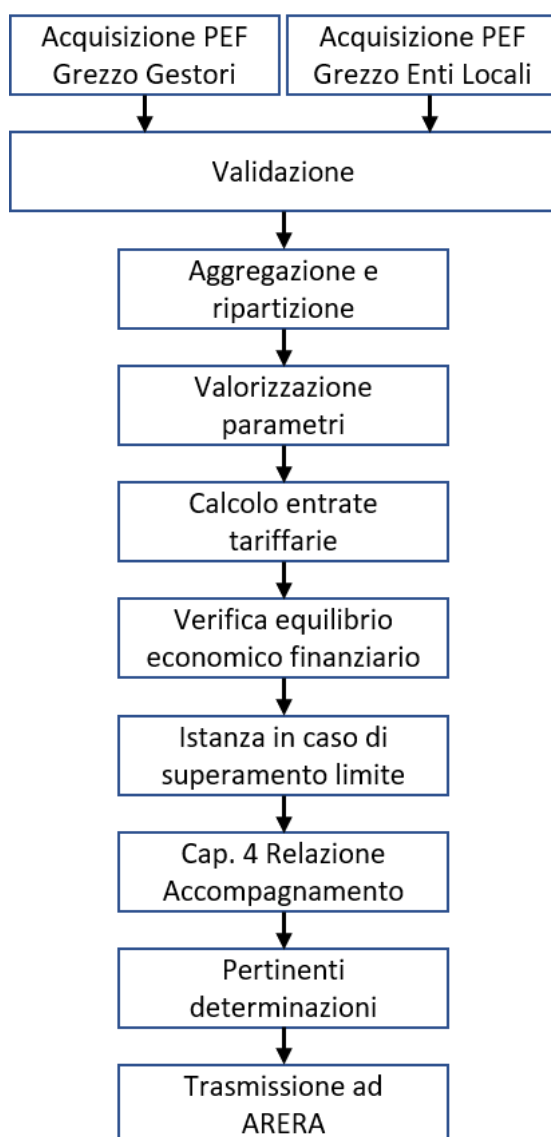 Acquisizione PEF
Grezzo Gestori
Acquisizione PEF
Grezzo Enti Locali
Validazione
Aggregazione e
ripartizione
Valorizzazione
parametri
Calcolo entrate
tariffarie
Verifica equilibrio
economico finanziario
Istanza in caso di
superamento limite
Cap. 4 Relazione
Accompagnamento
Pertinenti
determinazioni
Trasmissione ad
ARERA